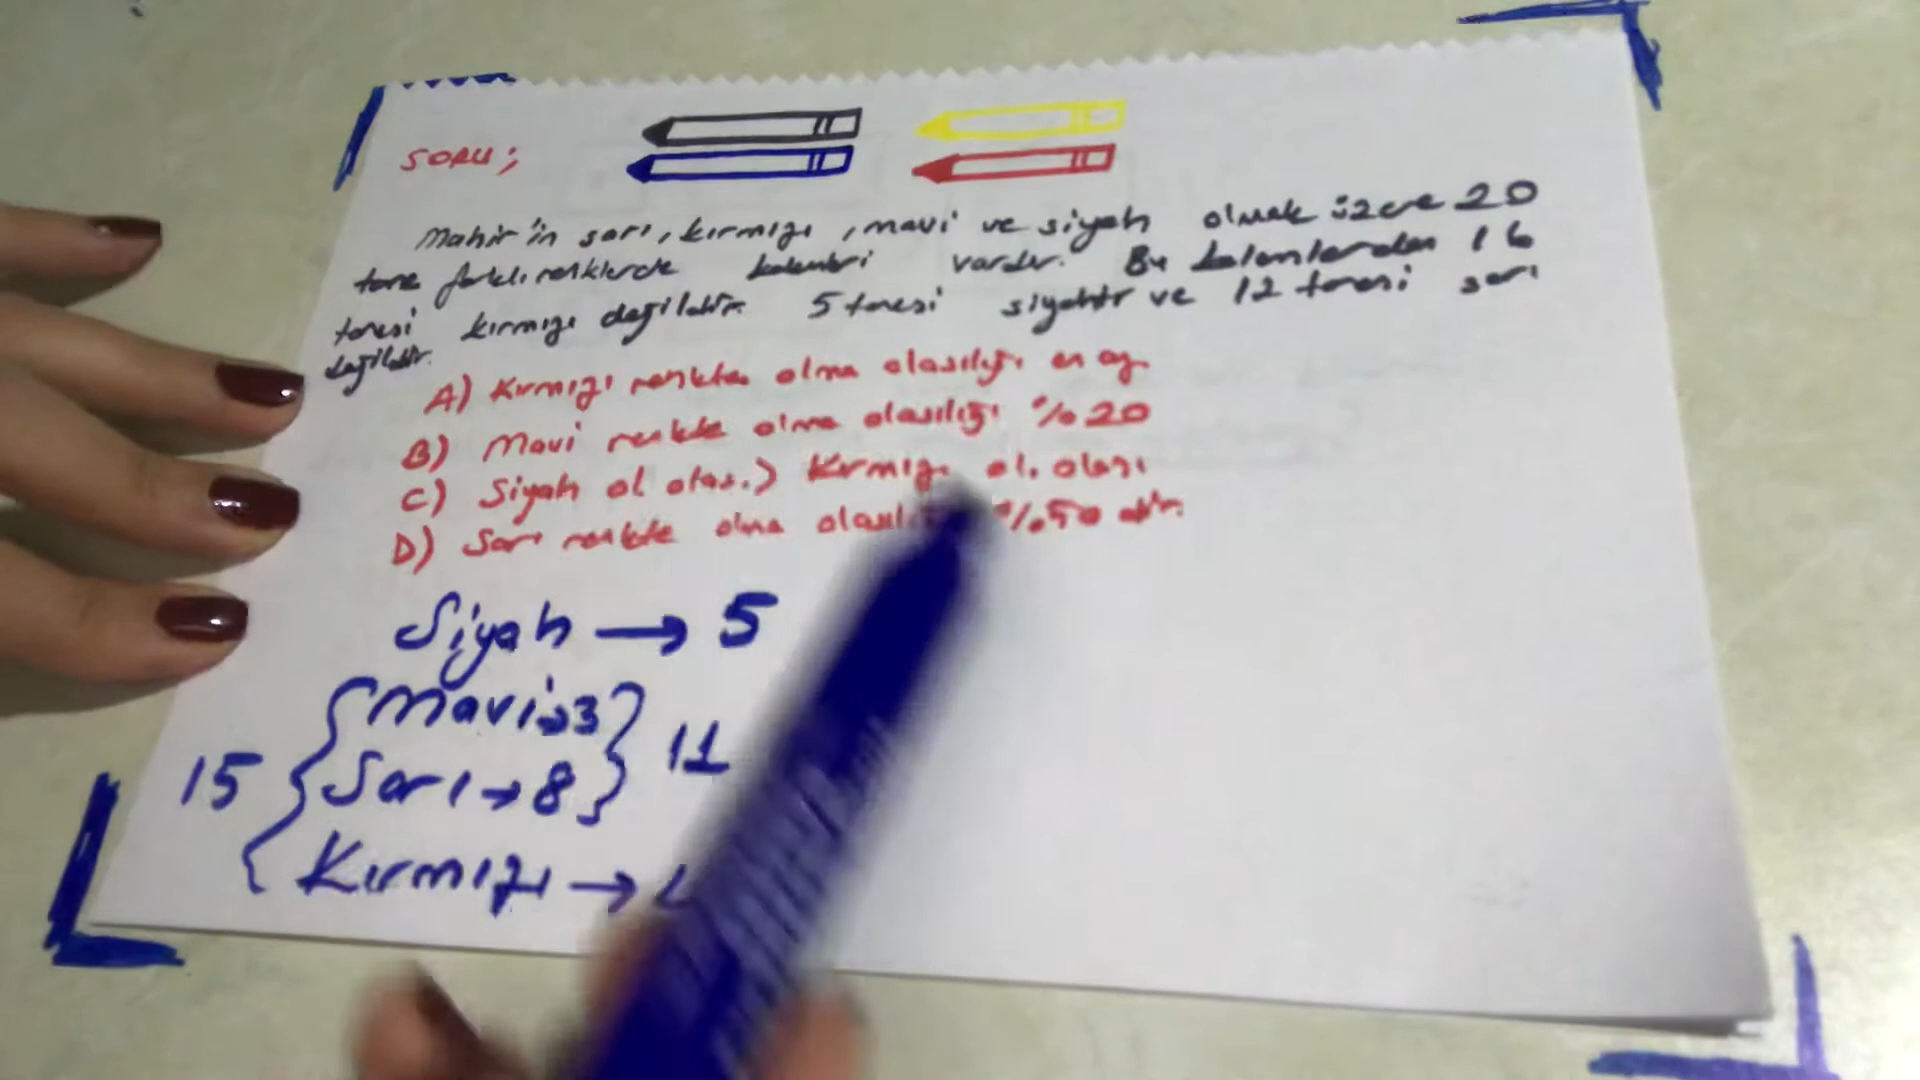 SORU;
Mahir'in sarı, kırmızı, mavi ve siyah olmak üzere 20
tane farklı renklerde kalemleri vardır. Bu kalemlerden 16
tanesi kırmızı değildir. 5 tanesi siyahtır ve 12 tanesi sarı
değildir.
A) Kırmızı renkte olma olasılığı en az.
B) Mavi renkte olma olasılığı %20
C) Siyah ol olas.> Kırmızı ol. olası
D) Sarı renkte olma %50
Siyah → 5
Mavi → 3
15 Sarı → 8 11
Kırmızı →